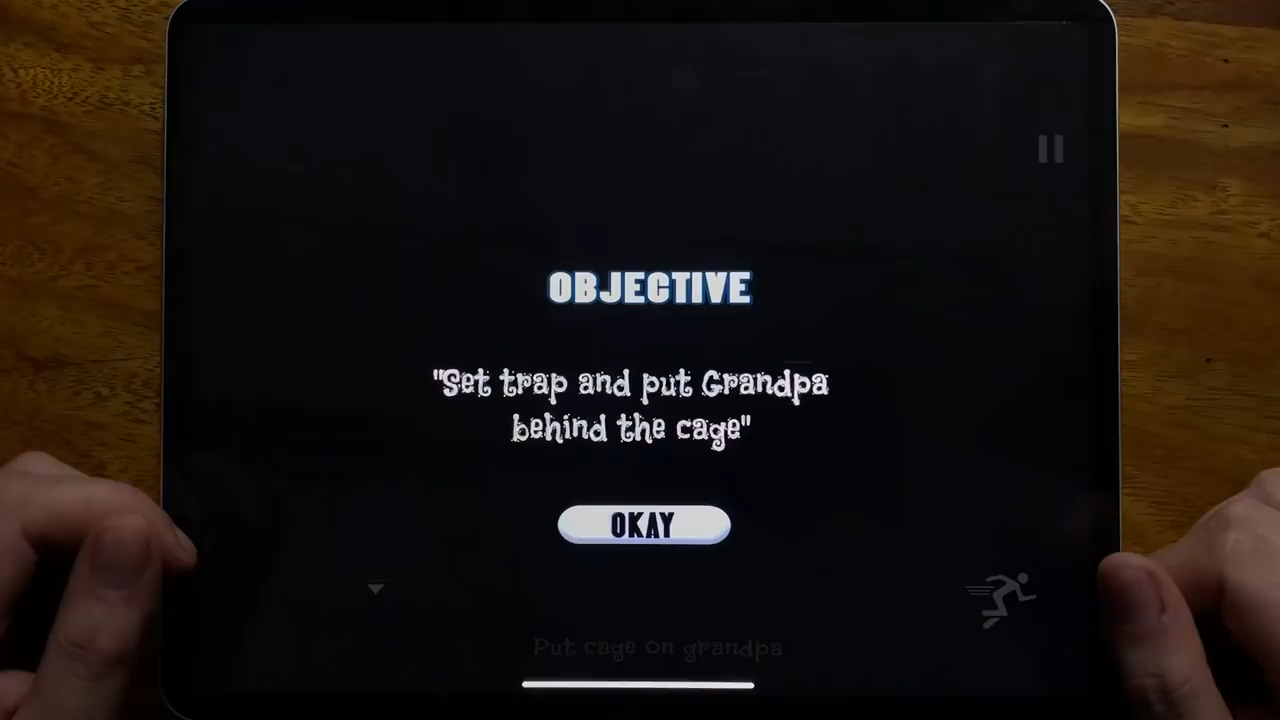 OBJECTIVE
"Set trap and put Grandpa
behind the cage"
OKAY
Put cage on grandpa